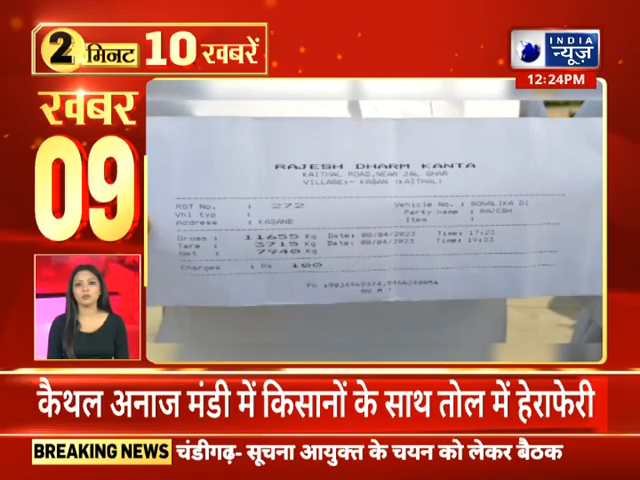 2 मिनट 10 खबरें
INDIA
न्यूज़
12:24PM
खबर
09
RAJESH DHARM KANTA
KAITHAL ROAD, NEAR JAL GHAR
VILLAGE:- KASAN (KAITHAL)
RST No. : 272 Vehicle No. : SONALIKA DI
Vhl typ : Party name : RAJESH
Address : KASAND Item :
Gross : 11655 Kg Date: 08/04/2023 Time: 17:23
Tare : 3715 Kg Date: 08/04/2023 Time: 19:33
Net : 7940 Kg
Charges : Rs 100
कैथल अनाज मंडी में किसानों के साथ तोल में हेराफेरी
BREAKING NEWS चंडीगढ़- सूचना आयुक्त के चयन को लेकर बैठक